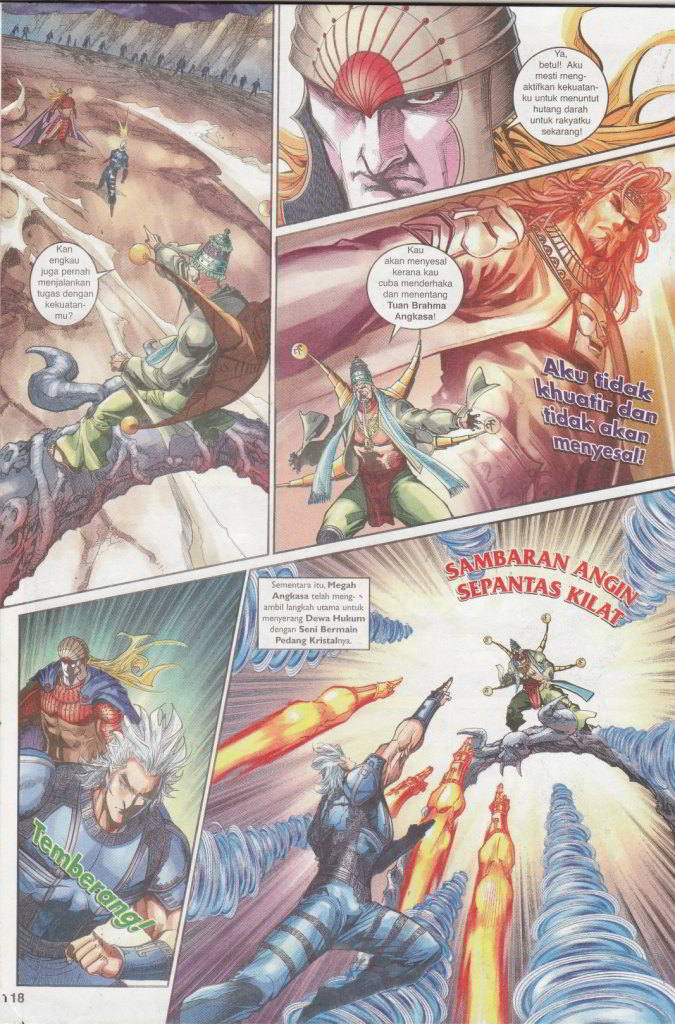 Kan
engkau
juga pernah
menjalankan
tugas dengan
kekuatan-
mu?
Ya,
betul! Aku
mesti meng-
aktifkan kekuatan-
ku untuk menuntut
hutang darah
untuk rakyatku
sekarang!
Kau
akan menyesal
kerana kau
cuba menderhaka
dan menentang
Tuan Brahma
Angkasa!
Aku tidak
khuatir dan
tidak akan
menyesal!
Temberang!
Sementara itu, Megah
Angkasa telah meng-
ambil langkah utama untuk
menyerang Dewa Hukum
dengan Seni Bermain
Pedang Kristalnya.
SAMBARAN ANGIN
SEPANTAS KILAT
118